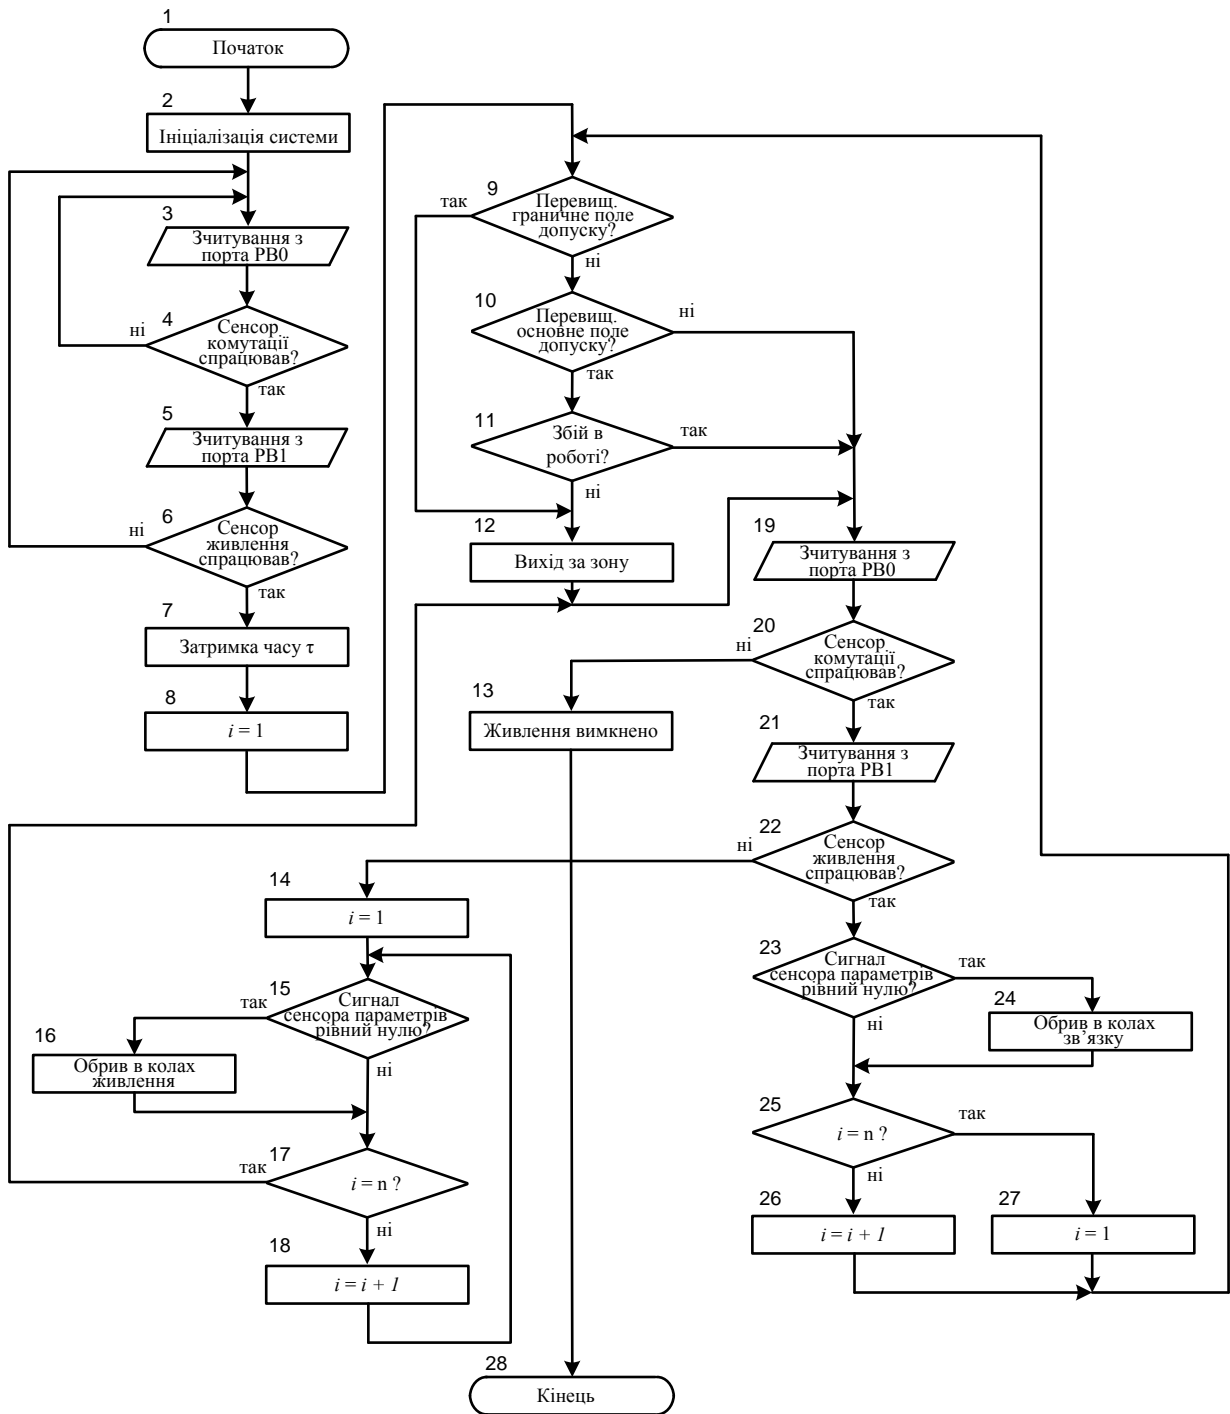 1
Початок
2
Ініціалізація системи
3
Зчитування з
порта PB0
4
ні
Сенсор
комутації
спрацював?
так
5
Зчитування з
порта PB1
6
ні
Сенсор
живлення
спрацював?
так
7
Затримка часу τ
8
i = 1
9
так
Перевищ.
граничне поле
допуску?
ні
10
Перевищ.
основне поле
допуску?
ні
так
11
Збій в
роботі?
так
ні
12
Вихід за зону
19
Зчитування з
порта PB0
20
ні
Сенсор
комутації
спрацював?
так
13
Живлення вимкнено
21
Зчитування з
порта PB1
22
ні
Сенсор
живлення
спрацював?
так
14
i = 1
15
так
Сигнал
сенсора параметрів
рівний нулю?
ні
16
Обрив в колах
живлення
17
так
i = n ?
ні
18
i = i + 1
23
Сигнал
сенсора параметрів
рівний нулю?
так
ні
24
Обрив в колах
зв’язку
25
i = n ?
так
ні
26
i = i + 1
27
i = 1
28
Кінець